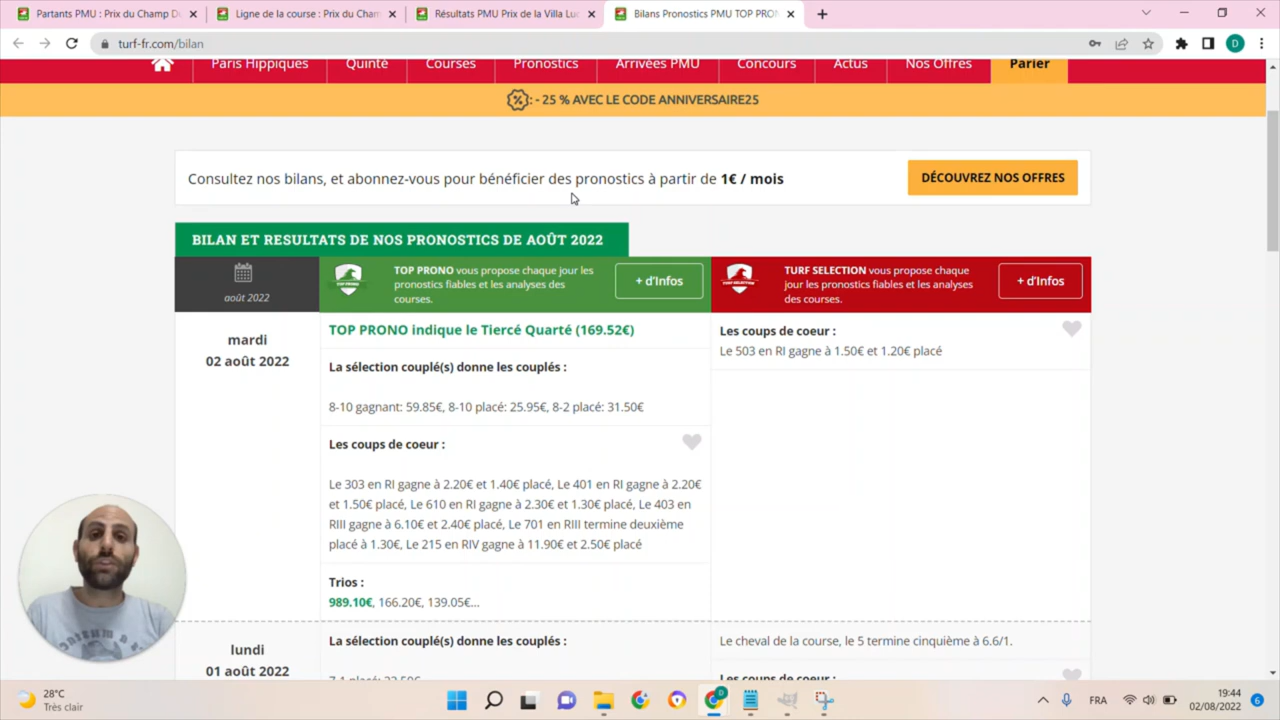 Partants PMU : Prix du Champ D
Ligne de la course : Prix du Cham
Résultats PMU Prix de la Villa Luc
Bilans Pronostics PMU TOP PRON
turf-fr.com/bilan
D
Paris Hippiques
Quinté
Courses
Pronostics
Arrivées PMU
Concours
Actus
Nos Offres
Parier
: - 25 % AVEC LE CODE ANNIVERSAIRE25
Consultez nos bilans, et abonnez-vous pour bénéficier des pronostics à partir de 1€ / mois
DÉCOUVREZ NOS OFFRES
BILAN ET RESULTATS DE NOS PRONOSTICS DE AOÛT 2022
août 2022
TOP PRONO vous propose chaque jour les
pronostics fiables et les analyses des
courses.
+ d'Infos
TURF SELECTION vous propose chaque
jour les pronostics fiables et les analyses
des courses.
+ d'Infos
mardi
02 août 2022
TOP PRONO indique le Tiercé Quarté (169.52€)
La sélection couplé(s) donne les couplés :
8-10 gagnant: 59.85€, 8-10 placé: 25.95€, 8-2 placé: 31.50€
Les coups de coeur :
Le 303 en RI gagne à 2.20€ et 1.40€ placé, Le 401 en RI gagne à 2.20€
et 1.50€ placé, Le 610 en RI gagne à 2.30€ et 1.30€ placé, Le 403 en
RIII gagne à 6.10€ et 2.40€ placé, Le 701 en RIII termine deuxième
placé à 1.30€, Le 215 en RIV gagne à 11.90€ et 2.50€ placé
Trios :
989.10€, 166.20€, 139.05€...
Les coups de coeur :
Le 503 en RI gagne à 1.50€ et 1.20€ placé
lundi
01 août 2022
La sélection couplé(s) donne les couplés :
Le cheval de la course, le 5 termine cinquième à 6.6/1.
Les coups de coeur :
28°C
Très clair
FRA
19:44
02/08/2022
6